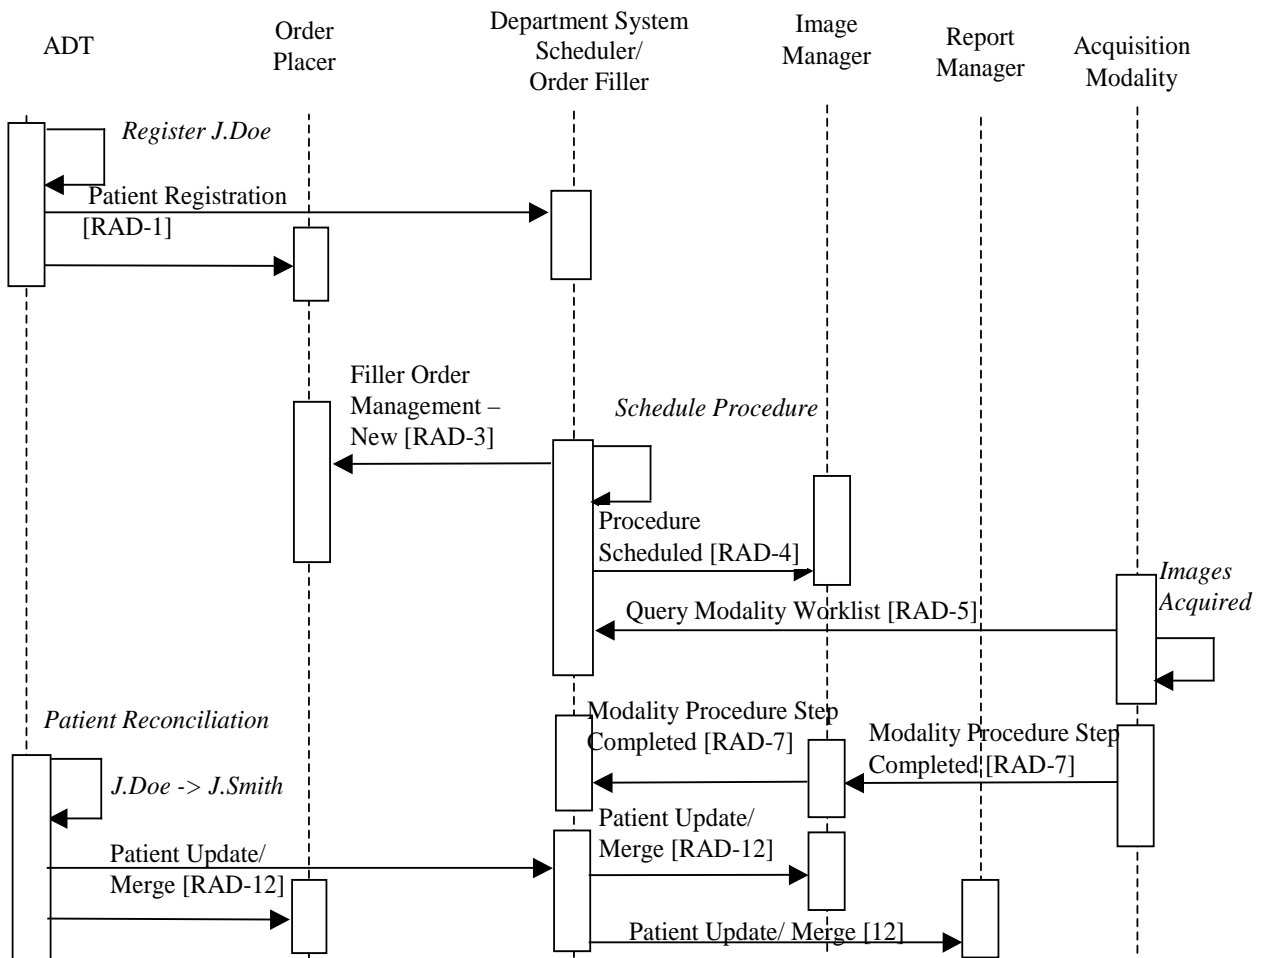 ADT
Order
Placer
Department System
Scheduler/
Order Filler
Image
Manager
Report
Manager
Acquisition
Modality
Register J.Doe
Patient Registration
[RAD-1]
Filler Order
Management –
New [RAD-3]
Schedule Procedure
Procedure
Scheduled [RAD-4]
Images
Acquired
Query Modality Worklist [RAD-5]
Patient Reconciliation
Modality Procedure Step
Completed [RAD-7]
Modality Procedure Step
Completed [RAD-7]
J.Doe -> J.Smith
Patient Update/
Merge [RAD-12]
Patient Update/
Merge [RAD-12]
Patient Update/ Merge [12]